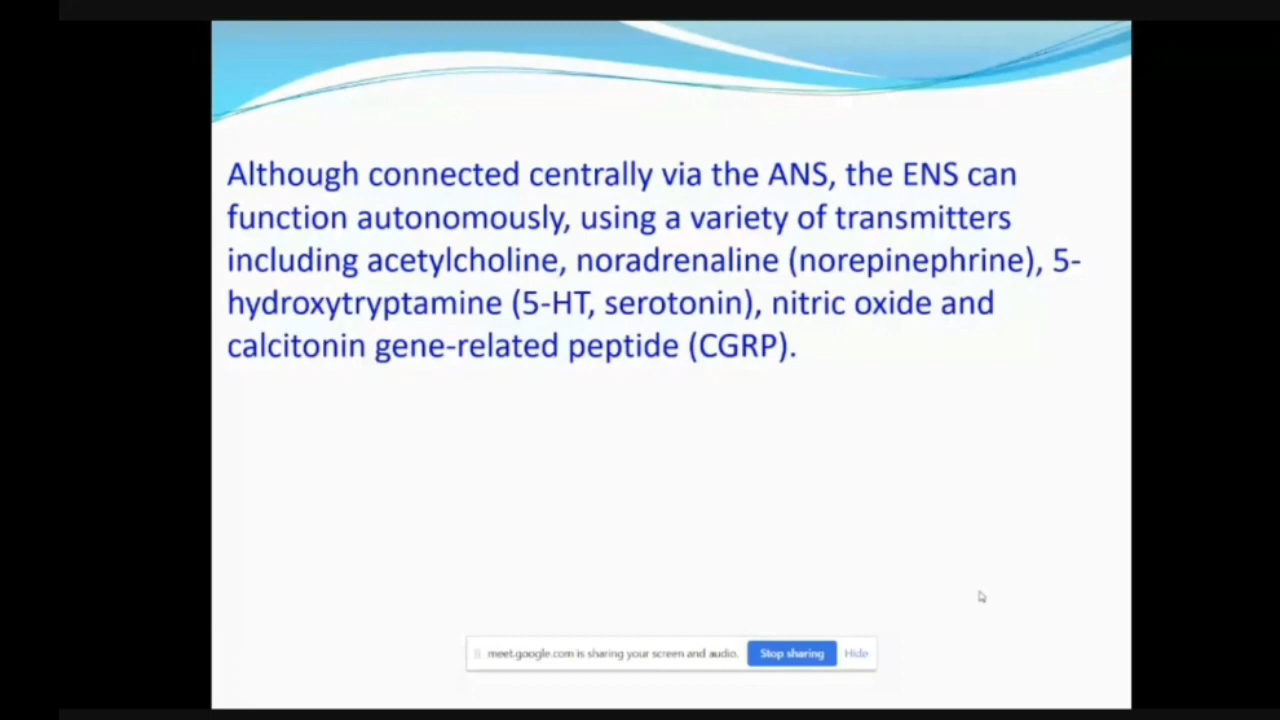 Although connected centrally via the ANS, the ENS can
function autonomously, using a variety of transmitters
including acetylcholine, noradrenaline (norepinephrine), 5-
hydroxytryptamine (5-HT, serotonin), nitric oxide and
calcitonin gene-related peptide (CGRP).
meet.google.com is sharing your screen and audio. Stop sharing Hide